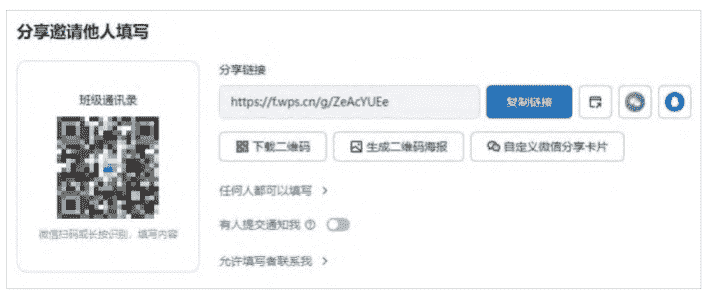 分享邀请他人填写
班级通讯录
微信扫码或长按识别，填写内容
分享链接
https://f.wps.cn/g/ZeAcYUEe
复制链接
下载二维码
生成二维码海报
自定义微信分享卡片
任何人都可以填写 >
有人提交通知我
允许填写者联系我 >